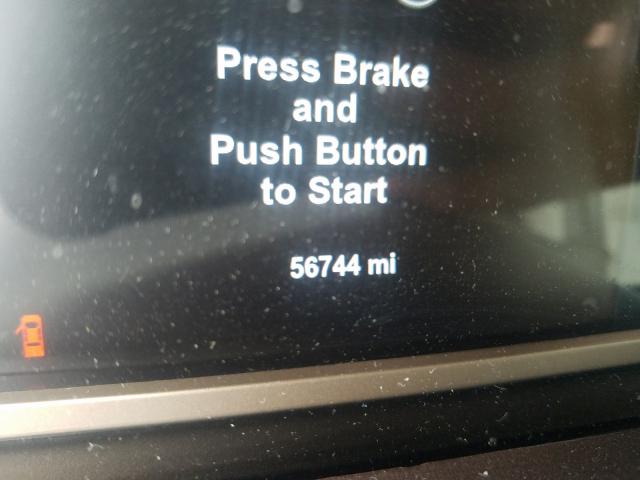 Press Brake
and
Push Button
to Start
56744 mi